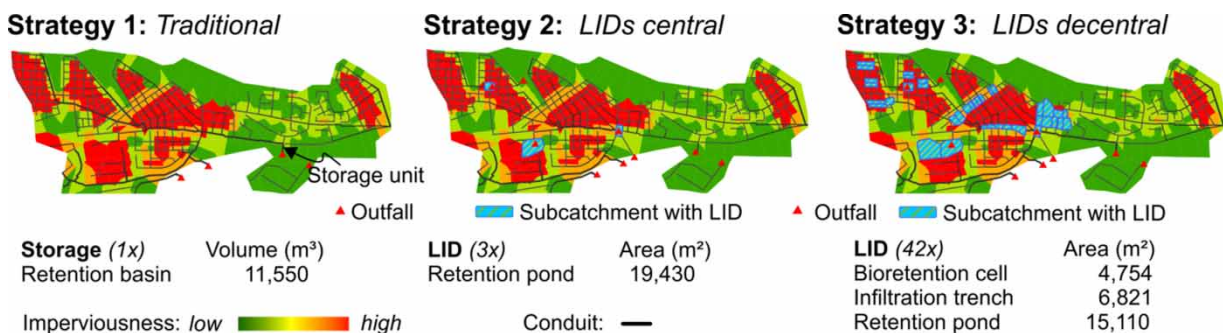 Strategy 1: Traditional
Strategy 2: LIDs central
Strategy 3: LIDs decentral
Storage unit
Outfall
Subcatchment with LID
Outfall
Subcatchment with LID
Storage (1x) Volume (m³)
Retention basin 11,550
LID (3x) Area (m²)
Retention pond 19,430
LID (42x) Area (m²)
Bioretention cell 4,754
Infiltration trench 6,821
Retention pond 15,110
Imperviousness: low high
Conduit: